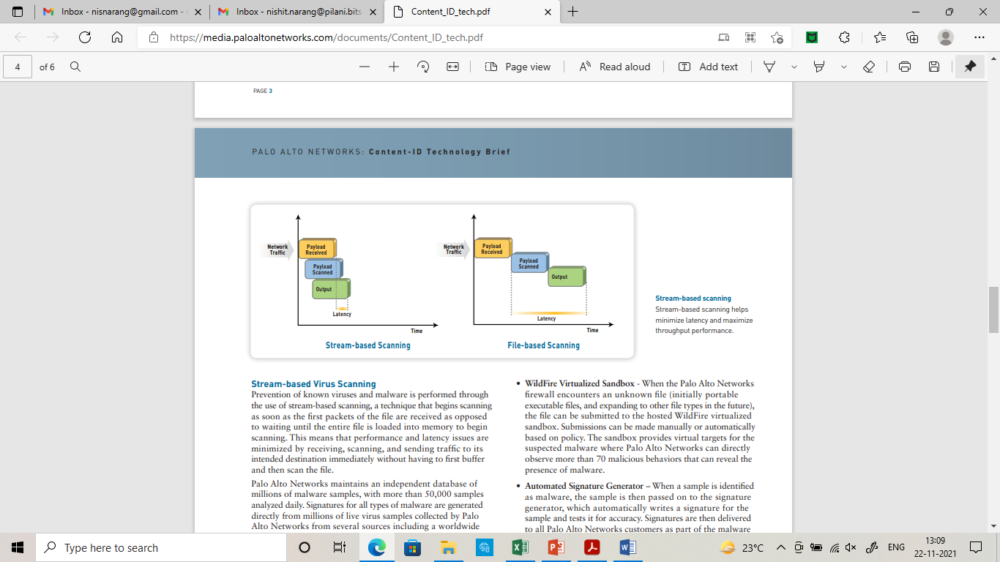 Inbox - nisnarang@gmail.com -
Inbox - nishit.narang@pilani.bits
Content_ID_tech.pdf
https://media.paloaltonetworks.com/documents/Content_ID_tech.pdf
4 of 6
Page view
Read aloud
Add text
PAGE 3
PALO ALTO NETWORKS: Content-ID Technology Brief
Network
Traffic
Payload
Received
Payload
Scanned
Output
Latency
Time
Stream-based Scanning
Network
Traffic
Payload
Received
Payload
Scanned
Output
Latency
Time
File-based Scanning
Stream-based scanning
Stream-based scanning helps
minimize latency and maximize
throughput performance.
Stream-based Virus Scanning
Prevention of known viruses and malware is performed through
the use of stream-based scanning, a technique that begins scanning
as soon as the first packets of the file are received as opposed
to waiting until the entire file is loaded into memory to begin
scanning. This means that performance and latency issues are
minimized by receiving, scanning, and sending traffic to its
intended destination immediately without having to first buffer
and then scan the file.
Palo Alto Networks maintains an independent database of
millions of malware samples, with more than 50,000 samples
analyzed daily. Signatures for all types of malware are generated
directly from millions of live virus samples collected by Palo
Alto Networks from several sources including a worldwide
• WildFire Virtualized Sandbox - When the Palo Alto Networks
firewall encounters an unknown file (initially portable
executable files, and expanding to other file types in the future),
the file can be submitted to the hosted WildFire virtualized
sandbox. Submissions can be made manually or automatically
based on policy. The sandbox provides virtual targets for the
suspected malware where Palo Alto Networks can directly
observe more than 70 malicious behaviors that can reveal the
presence of malware.
• Automated Signature Generator – When a sample is identified
as malware, the sample is then passed on to the signature
generator, which automatically writes a signature for the
sample and tests it for accuracy. Signatures are then delivered
to all Palo Alto Networks customers as part of the malware
Type here to search
23°C
ENG
13:09
22-11-2021